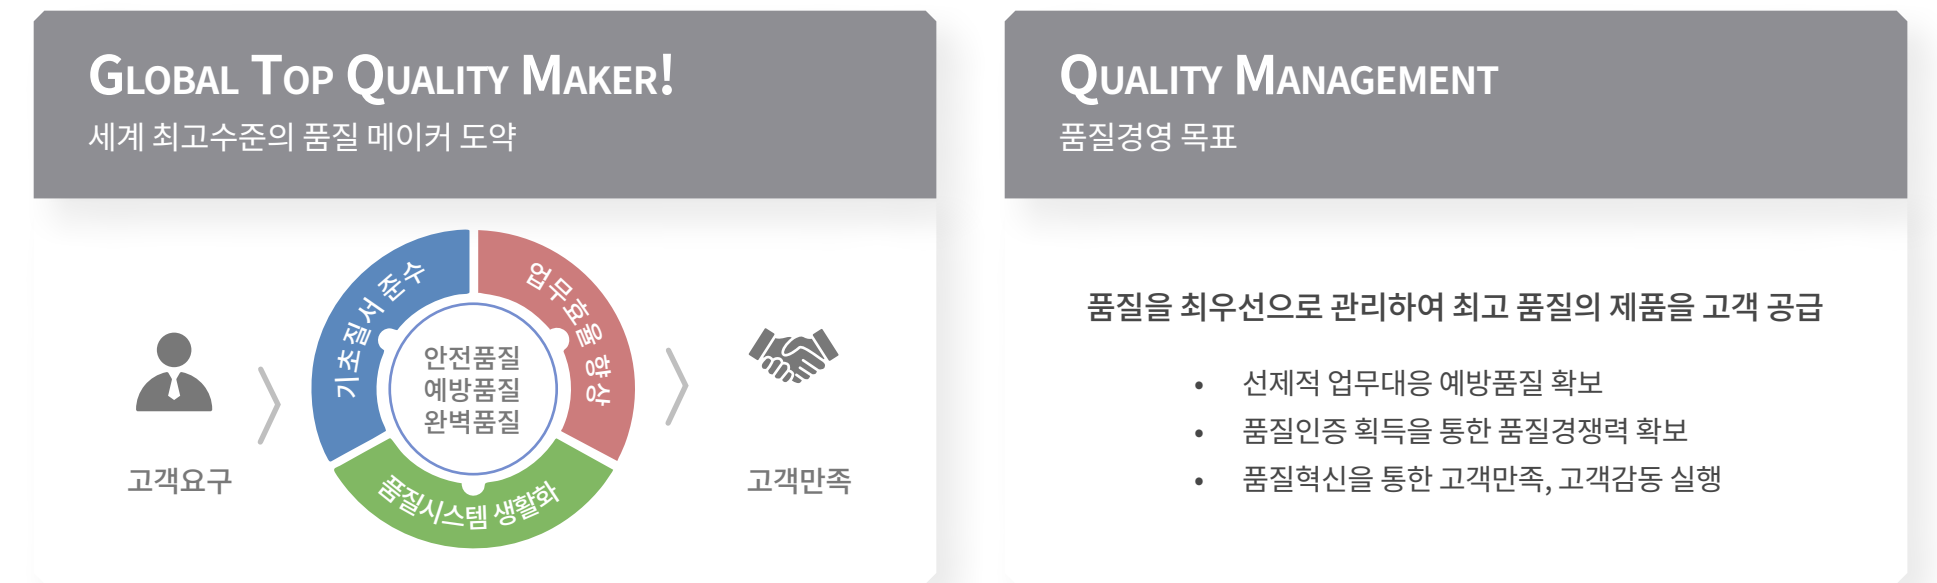 GLOBAL TOP QUALITY MAKER!
세계 최고수준의 품질 메이커 도약
기초질서 준수
업무효율 향상
안전품질
예방품질
완벽품질
품질시스템 생활화
고객요구
고객만족
QUALITY MANAGEMENT
품질경영 목표
품질을 최우선으로 관리하여 최고 품질의 제품을 고객 공급
• 선제적 업무대응 예방품질 확보
• 품질인증 획득을 통한 품질경쟁력 확보
• 품질혁신을 통한 고객만족, 고객감동 실행